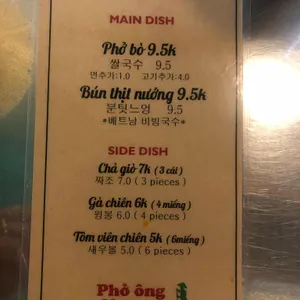 MAIN DISH
Phở bò 9.5k
쌀국수 9.5
면추가:1.0 고기추가:4.0
Bún thịt nướng 9.5k
분팃느엉 9.5
*베트남 비빔국수*
SIDE DISH
Chả giò 7k (3 cái)
짜조 7.0 ( 3 pieces )
Gà chiên 6k (4 miếng)
윙봉 6.0 ( 4 pieces )
Tôm viên chiên 5k (6miếng)
새우볼 5.0 ( 6 pieces )
Phở ông